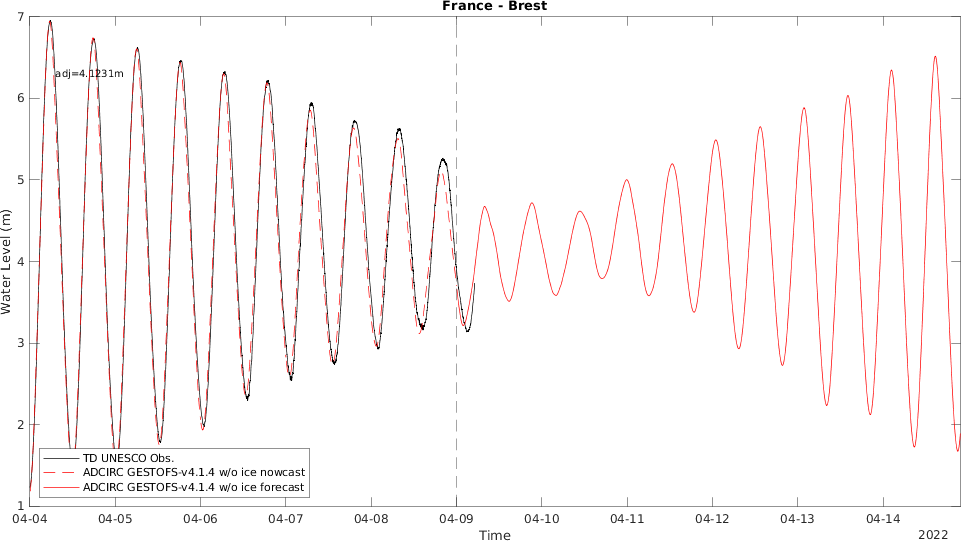 France - Brest
7
adj=4.1231m
6
5
4
3
2
1
Water Level (m)
TD UNESCO Obs.
ADCIRC GESTOFS-v4.1.4 w/o ice nowcast
ADCIRC GESTOFS-v4.1.4 w/o ice forecast
04-04 04-05 04-06 04-07 04-08 04-09 04-10 04-11 04-12 04-13 04-14
Time
2022